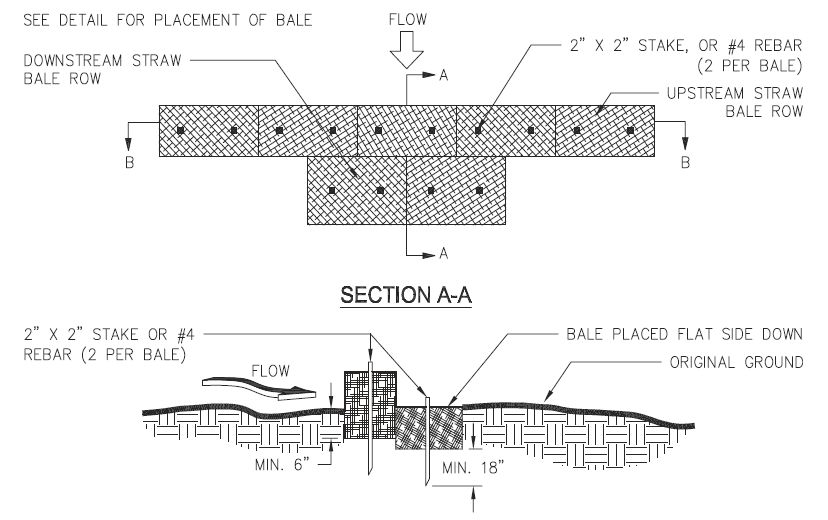 SEE DETAIL FOR PLACEMENT OF BALE
FLOW
DOWNSTREAM STRAW
BALE ROW
2" X 2" STAKE, OR #4 REBAR
(2 PER BALE)
A
UPSTREAM STRAW
BALE ROW
B
B
A
SECTION A-A
2" X 2" STAKE OR #4
REBAR (2 PER BALE)
BALE PLACED FLAT SIDE DOWN
FLOW
ORIGINAL GROUND
MIN. 6"
MIN. 18"